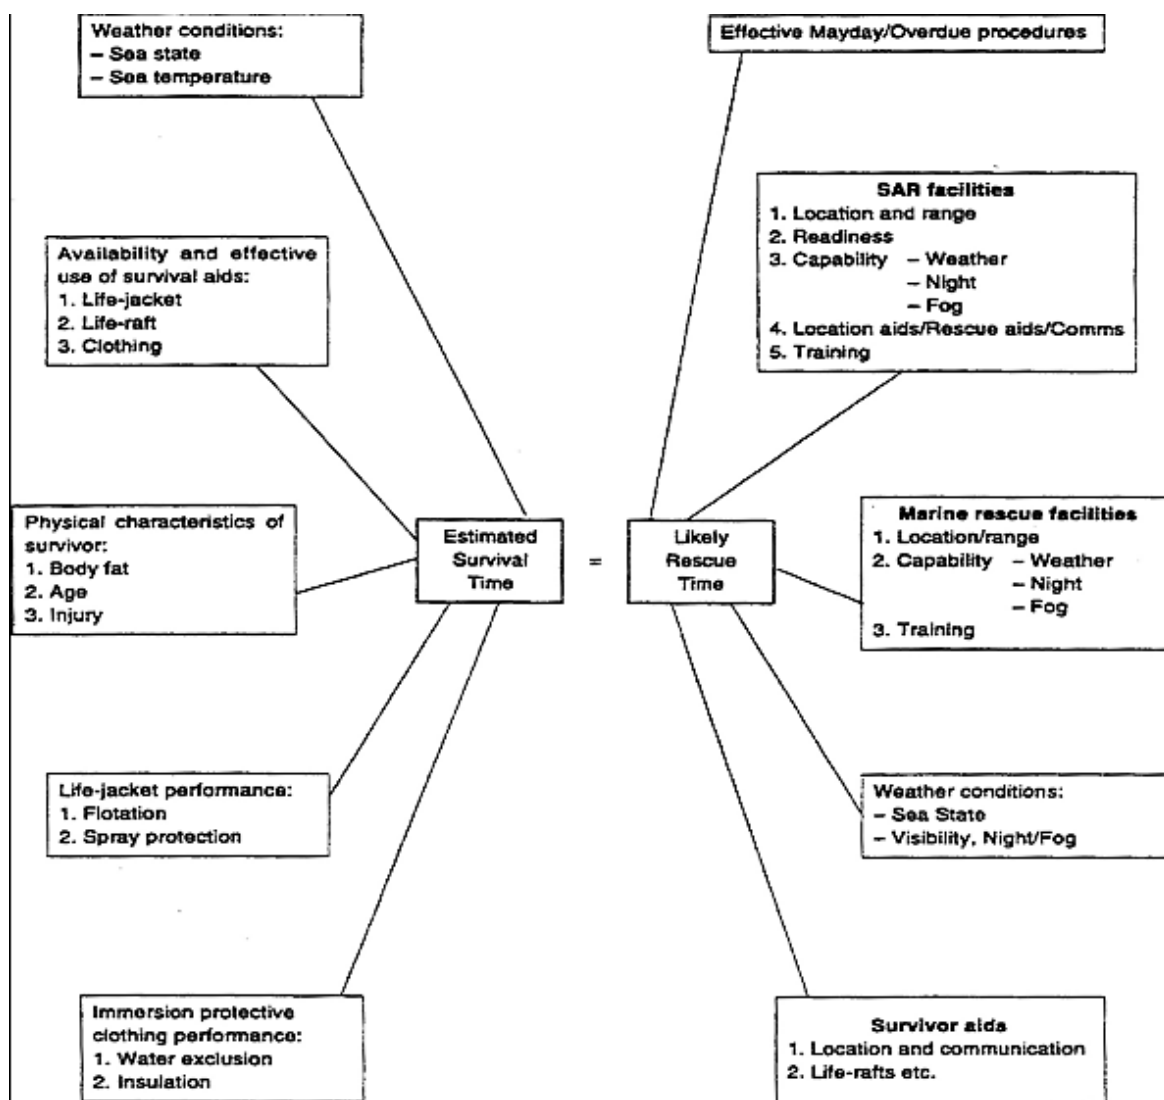 Weather conditions:
– Sea state
– Sea temperature
Effective Mayday/Overdue procedures
SAR facilities
1. Location and range
2. Readiness
3. Capability – Weather
– Night
– Fog
4. Location aids/Rescue aids/Comms
5. Training
Availability and effective
use of survival aids:
1. Life-jacket
2. Life-raft
3. Clothing
Physical characteristics of
survivor:
1. Body fat
2. Age
3. Injury
Estimated
Survival
Time
=
Likely
Rescue
Time
Marine rescue facilities
1. Location/range
2. Capability – Weather
– Night
– Fog
3. Training
Life-jacket performance:
1. Flotation
2. Spray protection
Weather conditions:
– Sea State
– Visibility, Night/Fog
Immersion protective
clothing performance:
1. Water exclusion
2. Insulation
Survivor aids
1. Location and communication
2. Life-rafts etc.